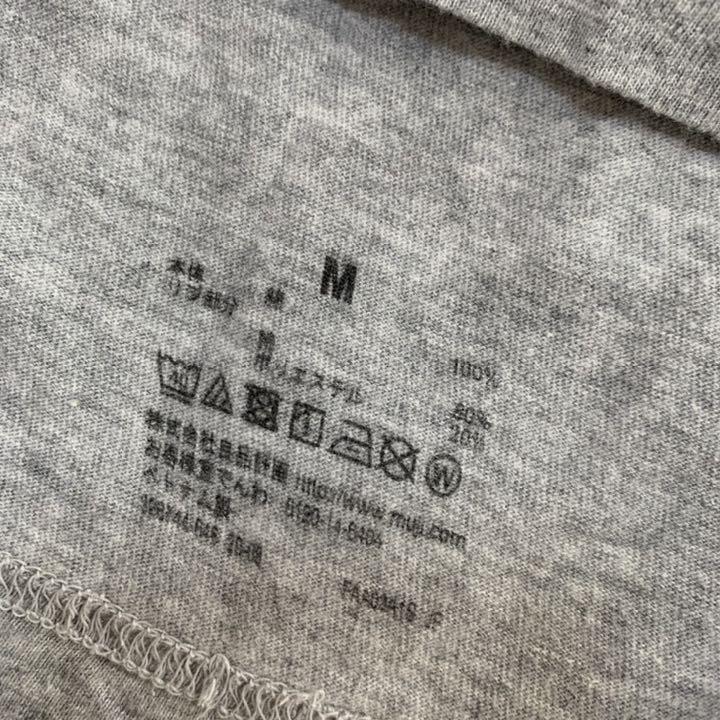 M
本体 綿 100%
リブ部分 綿 80%
ポリエステル 20%
株式会社良品計画 http://www.muji.com
お客様室でんわ 0120-14-6404
ベトナム製